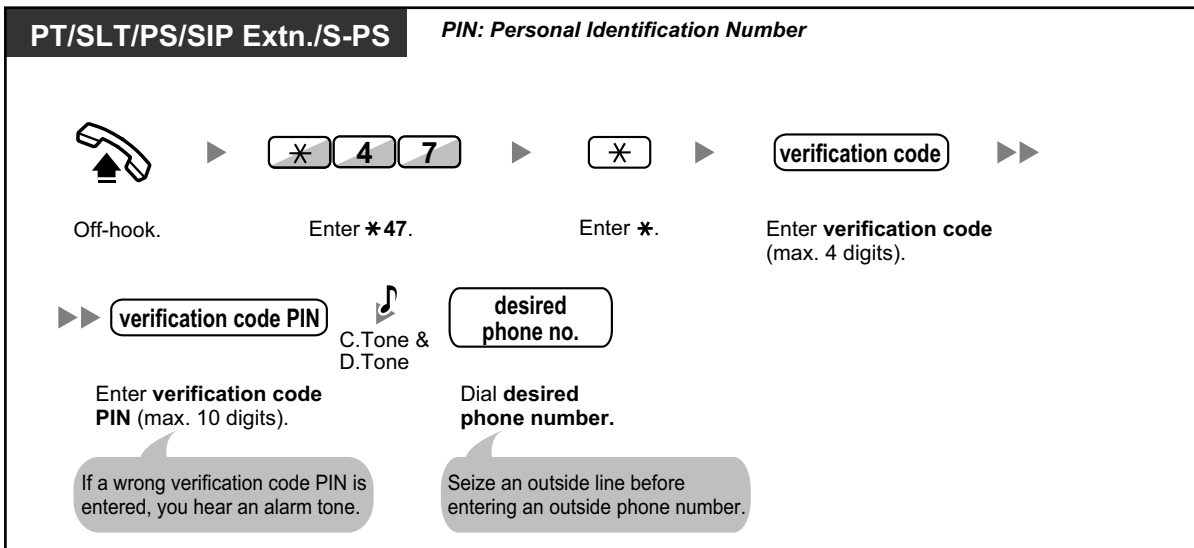 PT/SLT/PS/SIP Extn./S-PS
PIN: Personal Identification Number
* 4 7
*
verification code
Off-hook.
Enter *47.
Enter *.
Enter verification code
(max. 4 digits).
verification code PIN
C.Tone &
D.Tone
desired
phone no.
Enter verification code
PIN (max. 10 digits).
Dial desired
phone number.
If a wrong verification code PIN is
entered, you hear an alarm tone.
Seize an outside line before
entering an outside phone number.